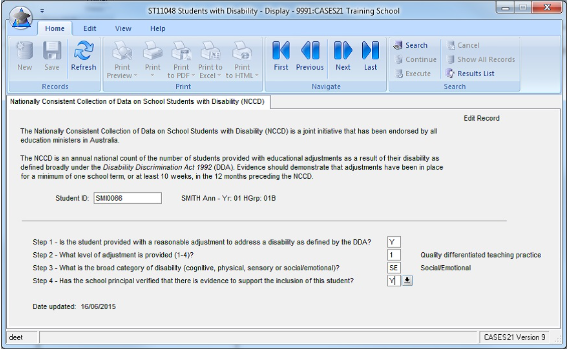 ST11048 Students with Disability - Display - 9991:CASES21 Training School
Home Edit View Help
New Save Refresh
Records
Print Preview Print Print to PDF Print to Excel Print to HTML
Print
First Previous Next Last
Navigate
Search Cancel
Continue Show All Records
Execute Results List
Search
Nationally Consistent Collection of Data on School Students with Disability (NCCD)
Edit Record
The Nationally Consistent Collection of Data on School Students with Disability (NCCD) is a joint initiative that has been endorsed by all
education ministers in Australia.
The NCCD is an annual national count of the number of students provided with educational adjustments as a result of their disability as
defined broadly under the Disability Discrimination Act 1992 (DDA). Evidence should demonstrate that adjustments have been in place
for a minimum of one school term, or at least 10 weeks, in the 12 months preceding the NCCD.
Student ID: SMI0066 SMITH Ann - Yr: 01 HGrp: 01B
Step 1 - Is the student provided with a reasonable adjustment to address a disability as defined by the DDA? Y
Step 2 - What level of adjustment is provided (1-4)? 1 Quality differentiated teaching practice
Step 3 - What is the broad category of disability (cognitive, physical, sensory or social/emotional)? SE Social/Emotional
Step 4 - Has the school principal verified that there is evidence to support the inclusion of this student? Y
Date updated: 16/06/2015
deet CASES21 Version 9